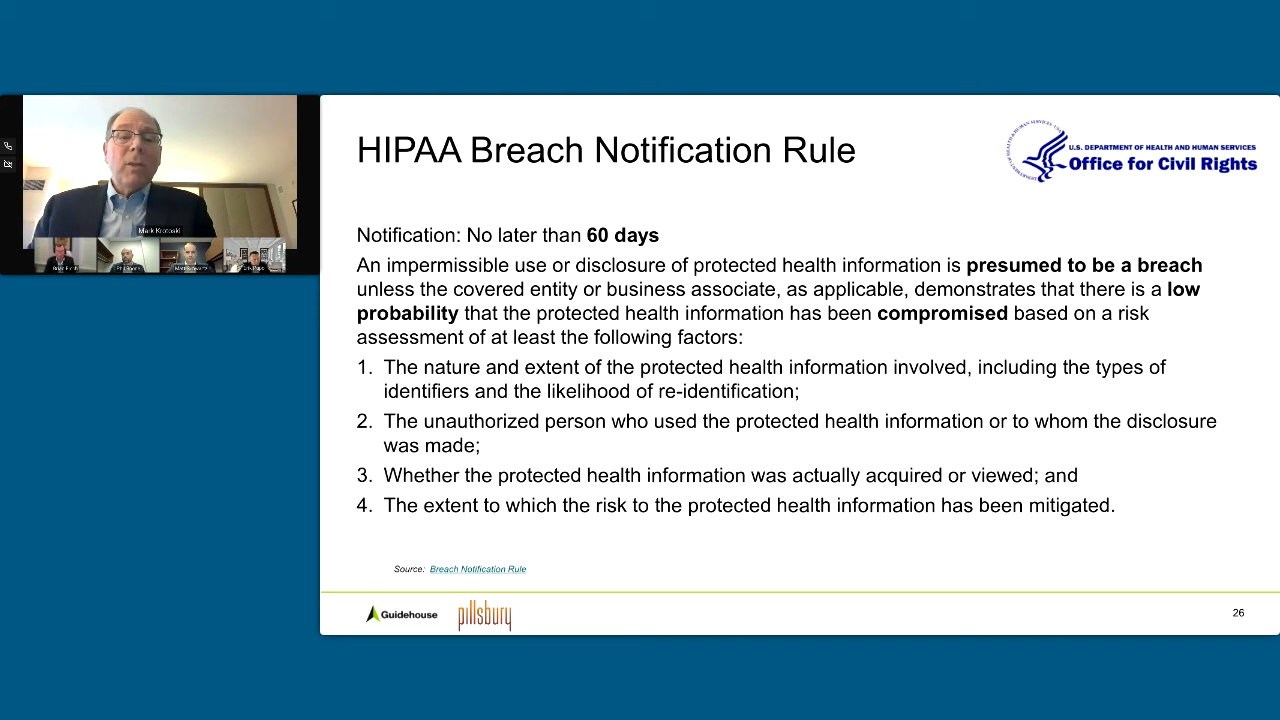 HIPAA Breach Notification Rule
U.S. DEPARTMENT OF HEALTH AND HUMAN SERVICES
Office for Civil Rights
Mark Krotoski
Notification: No later than 60 days
An impermissible use or disclosure of protected health information is presumed to be a breach
unless the covered entity or business associate, as applicable, demonstrates that there is a low
probability that the protected health information has been compromised based on a risk
assessment of at least the following factors:
1. The nature and extent of the protected health information involved, including the types of
identifiers and the likelihood of re-identification;
2. The unauthorized person who used the protected health information or to whom the disclosure
was made;
3. Whether the protected health information was actually acquired or viewed; and
4. The extent to which the risk to the protected health information has been mitigated.
Source: Breach Notification Rule
Guidehouse
pillsbury
26